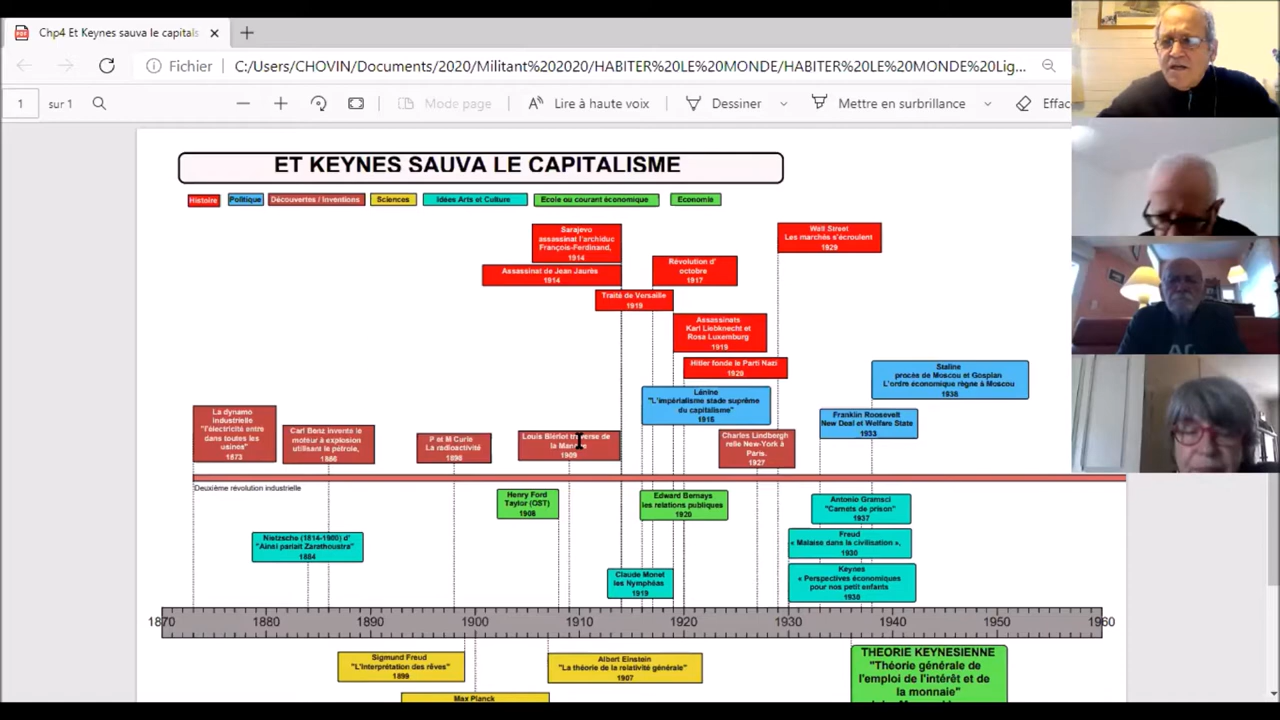 Chp4 Et Keynes sauva le capitals
Fichier C:/Users/CHOVIN/Documents/2020/Militant%202020/HABITER%20LE%20MONDE/HABITER%20LE%20MONDE%20Lig...
1 sur 1 Mode page Lire à haute voix Dessiner Mettre en surbrillance Effac
ET KEYNES SAUVA LE CAPITALISME
Histoire Politique Découvertes / Inventions Sciences Idées Arts et Culture Ecole ou courant économique Economie
Sarajevo
assassinat l'archiduc
François-Ferdinand,
1914
Wall Street
Les marchés s'écroulent
1929
Assassinat de Jean Jaurès
1914
Révolution d'
octobre
1917
Traité de Versaille
1919
Assassinats
Karl Liebknecht et
Rosa Luxemburg
1919
Hitler fonde le Parti Nazi
1920
Staline
procès de Moscou et Gosplan
L'ordre économique règne à Moscou
1938
Lénine
"L'impérialisme stade suprême
du capitalisme"
1916
Franklin Roosevelt
New Deal et Welfare State
1933
La dynamo
industrielle
"l'électricité entre
dans toutes les
usines"
1873
Carl Benz invente le
moteur à explosion
utilisant le pétrole,
1886
P et M Curie
La radioactivité
1898
Louis Blériot traverse de
la Manche
1909
Charles Lindbergh
relie New-York à
Paris.
1927
Deuxième révolution industrielle
Henry Ford
Taylor (OST)
1908
Edward Bernays
les relations publiques
1920
Antonio Gramsci
"Carnets de prison"
1937
Nietzsche (1814-1900) d'
"Ainsi parlait Zarathoustra"
1884
Freud
« Malaise dans la civilisation »,
1930
Claude Monet
les Nymphéas
1919
Keynes
« Perspectives économiques
pour nos petit enfants
1930
1870 1880 1890 1900 1910 1920 1930 1940 1950 1960
Sigmund Freud
"L'Interprétation des rêves"
1899
Albert Einstein
"La théorie de la relativité générale"
1907
THEORIE KEYNESIENNE
"Théorie générale de
l'emploi de l'intérêt et de
la monnaie"
Max Planck